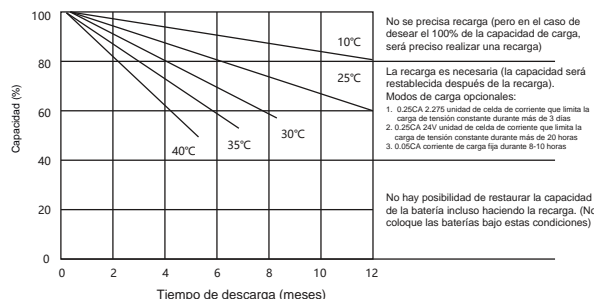 100
80
60
40
20
0
Capacidad (%)
0 2 4 6 8 10 12
Tiempo de descarga (meses)
10℃
25℃
30℃
35℃
40℃
No se precisa recarga (pero en el caso de
desear el 100% de la capacidad de carga,
será preciso realizar una recarga)
La recarga es necesaria (la capacidad será
restablecida después de la recarga).
Modos de carga opcionales:
1. 0.25CA 2.275 unidad de celda de corriente que limita la
carga de tensión constante durante más de 3 días
2. 0.25CA 24V unidad de celda de corriente que limita la
carga de tensión constante durante más de 20 horas
3. 0.05CA corriente de carga fija durante 8-10 horas
No hay posibilidad de restaurar la capacidad
de la batería incluso haciendo la recarga. (No
coloque las baterías bajo estas condiciones)